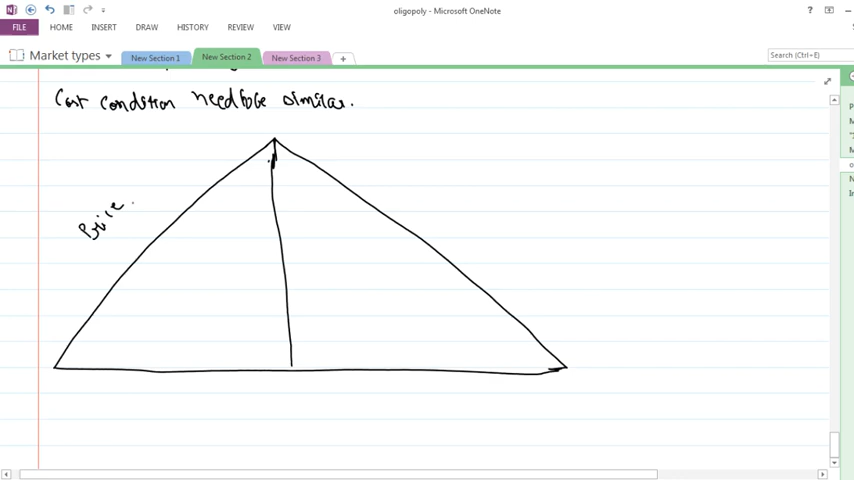 oligopoly - Microsoft OneNote
FILE HOME INSERT DRAW HISTORY REVIEW VIEW
Market types New Section 1 New Section 2 New Section 3
Search (Ctrl+E)
Cost condition need to be similar.
Price.